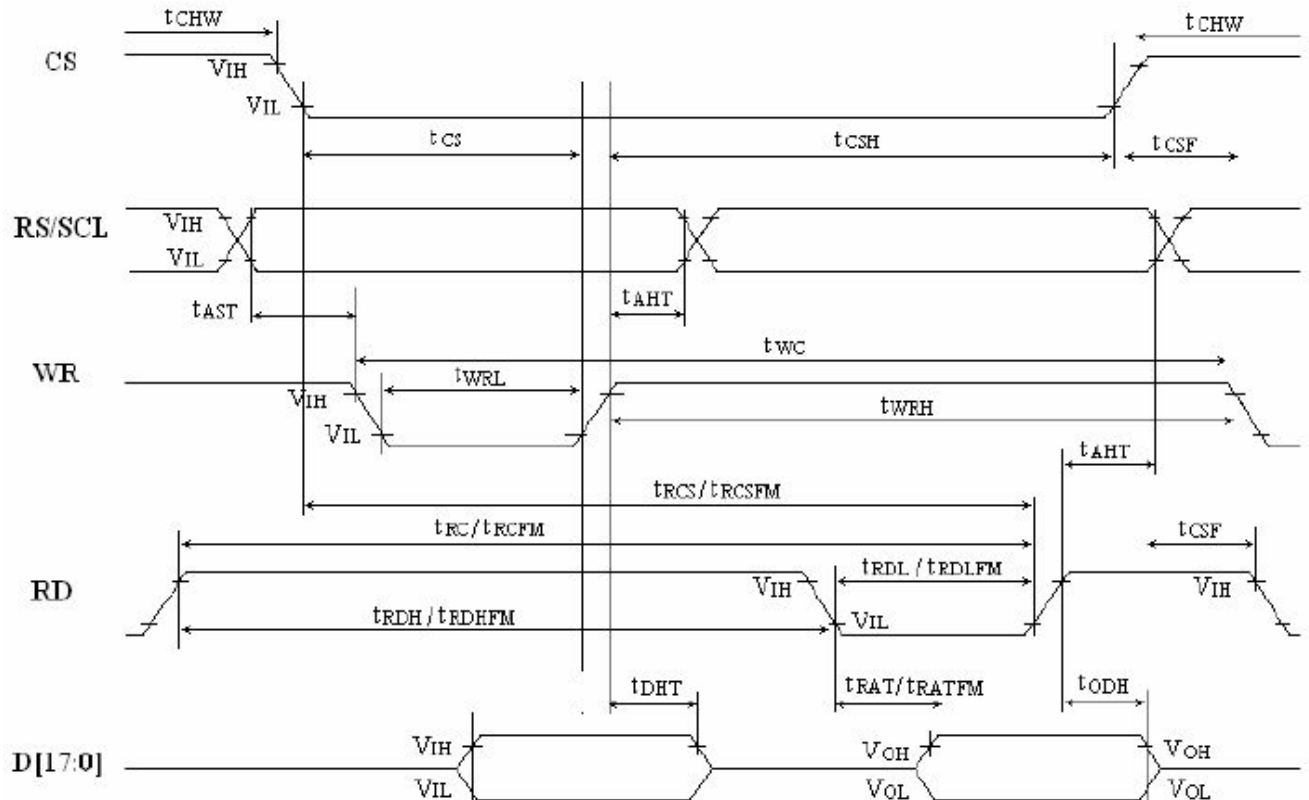 tCHW
tCHW
CS
VIH
VIL
tCS
tCSH
tCSF
RS/SCL
VIH
VIL
tAST
tAHT
tWC
WR
tWRL
VIH
tWRH
VIL
tAHT
tRCS/tRCSFM
tRC/tRCFM
tCSF
RD
tRDL/tRDLFM
VIH
VIH
tRDH/tRDHFM
VIL
tDHT
tRAT/tRATFM
tODH
D[17:0]
VIH
VOH
VOH
VIL
VOL
VOL